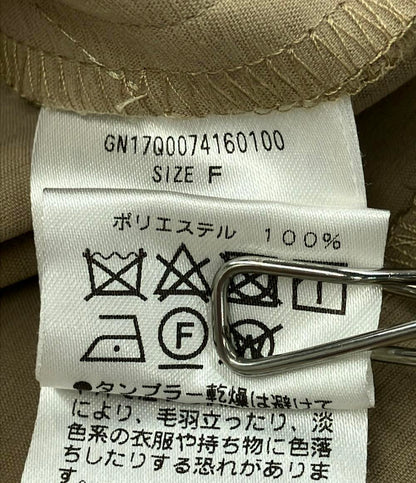 GN17Q0074160100
SIZE F
ポリエステル 100%
F
W
●タンブラー乾燥は避けて
により、毛羽立ったり、淡
色系の衣服や持ち物に色落
ちしたりする恐れがありま
す。